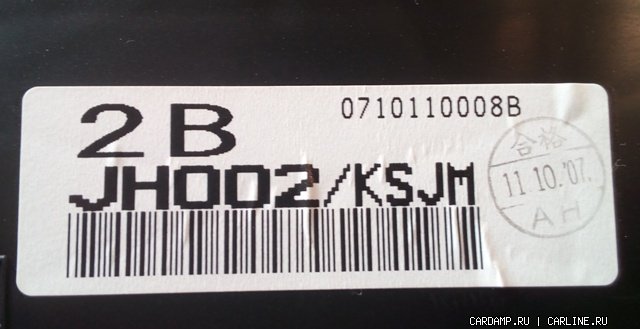 2B
0710110008B
JH002/KSJM
合格
11.10.'07.
AH
CARDAMP.RU | CARLINE.RU